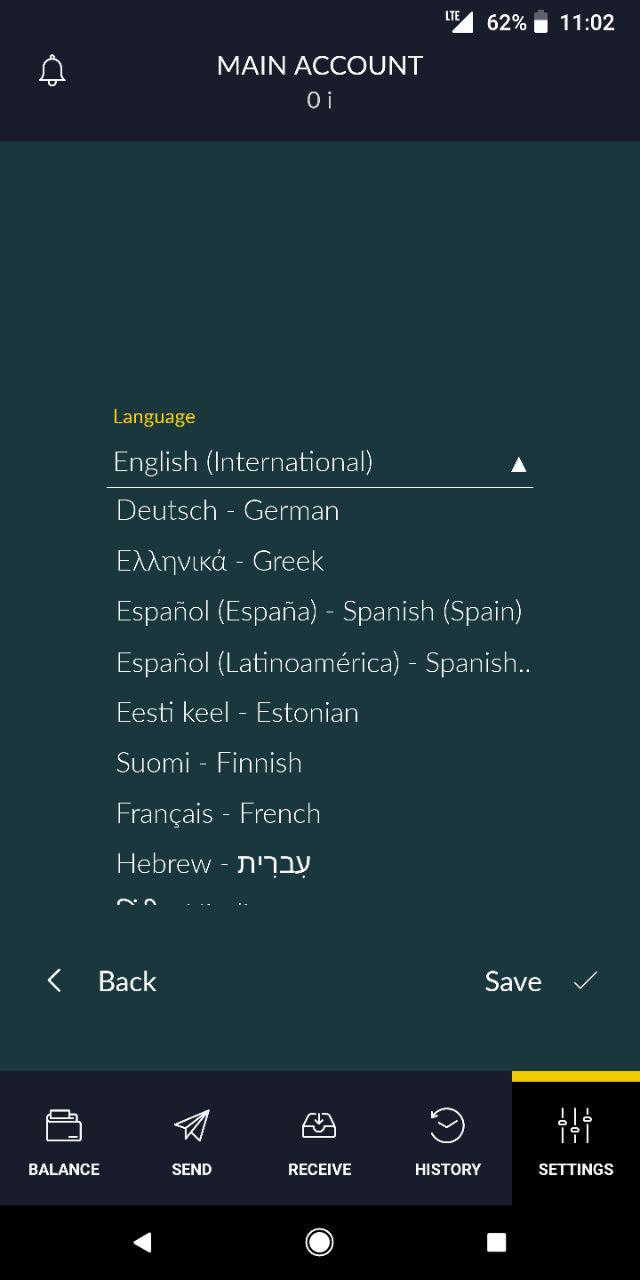 LTE 62% 11:02
MAIN ACCOUNT
0 i
Language
English (International)
Deutsch - German
Ελληνικά - Greek
Español (España) - Spanish (Spain)
Español (Latinoamérica) - Spanish..
Eesti keel - Estonian
Suomi - Finnish
Français - French
Hebrew - עִברִית
Back Save
BALANCE SEND RECEIVE HISTORY SETTINGS